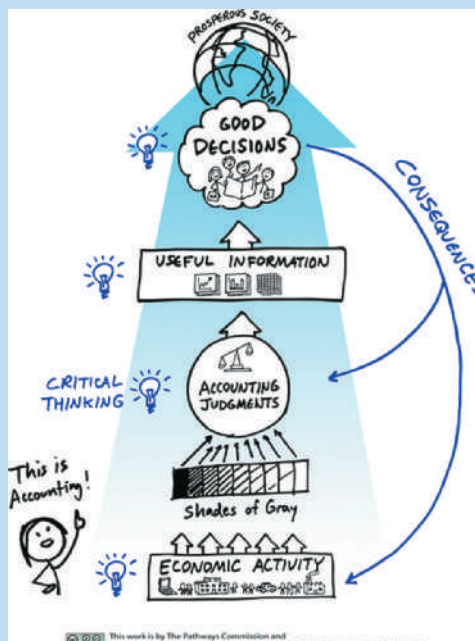 PROSPEROUS SOCIETY
GOOD
DECISIONS
CONSEQUENCES
USEFUL INFORMATION
CRITICAL
THINKING
ACCOUNTING
JUDGMENTS
This is
Accounting!
Shades of Gray
ECONOMIC ACTIVITY
This work is by The Pathways Commission and